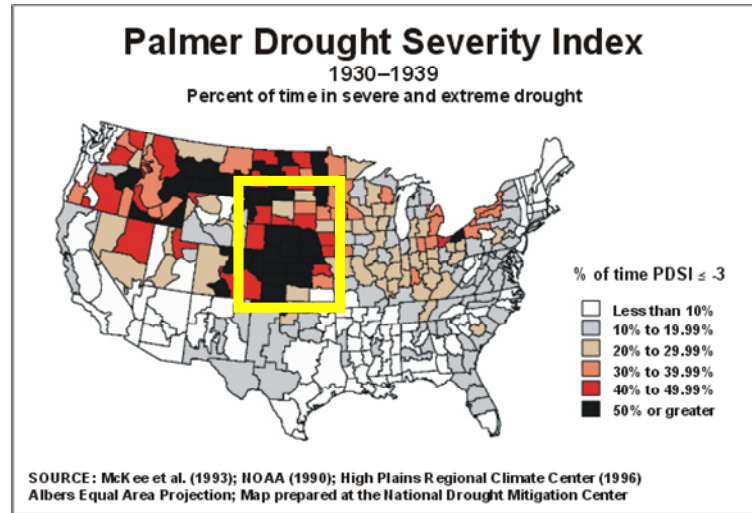 Palmer Drought Severity Index
1930–1939
Percent of time in severe and extreme drought
% of time PDSI ≤ -3
Less than 10%
10% to 19.99%
20% to 29.99%
30% to 39.99%
40% to 49.99%
50% or greater
SOURCE: McKee et al. (1993); NOAA (1990); High Plains Regional Climate Center (1996)
Albers Equal Area Projection; Map prepared at the National Drought Mitigation Center